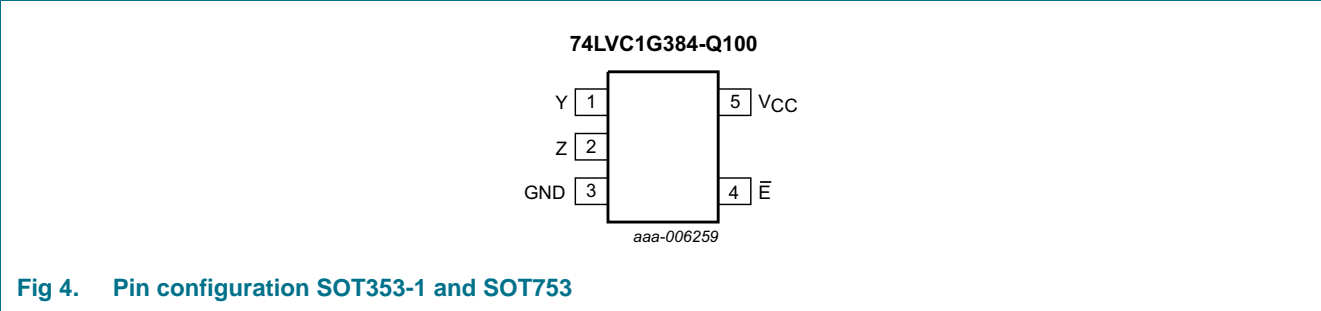 74LVC1G384-Q100
Y 1 5 VCC
Z 2
GND 3 4 E̅
aaa-006259
Fig 4. Pin configuration SOT353-1 and SOT753